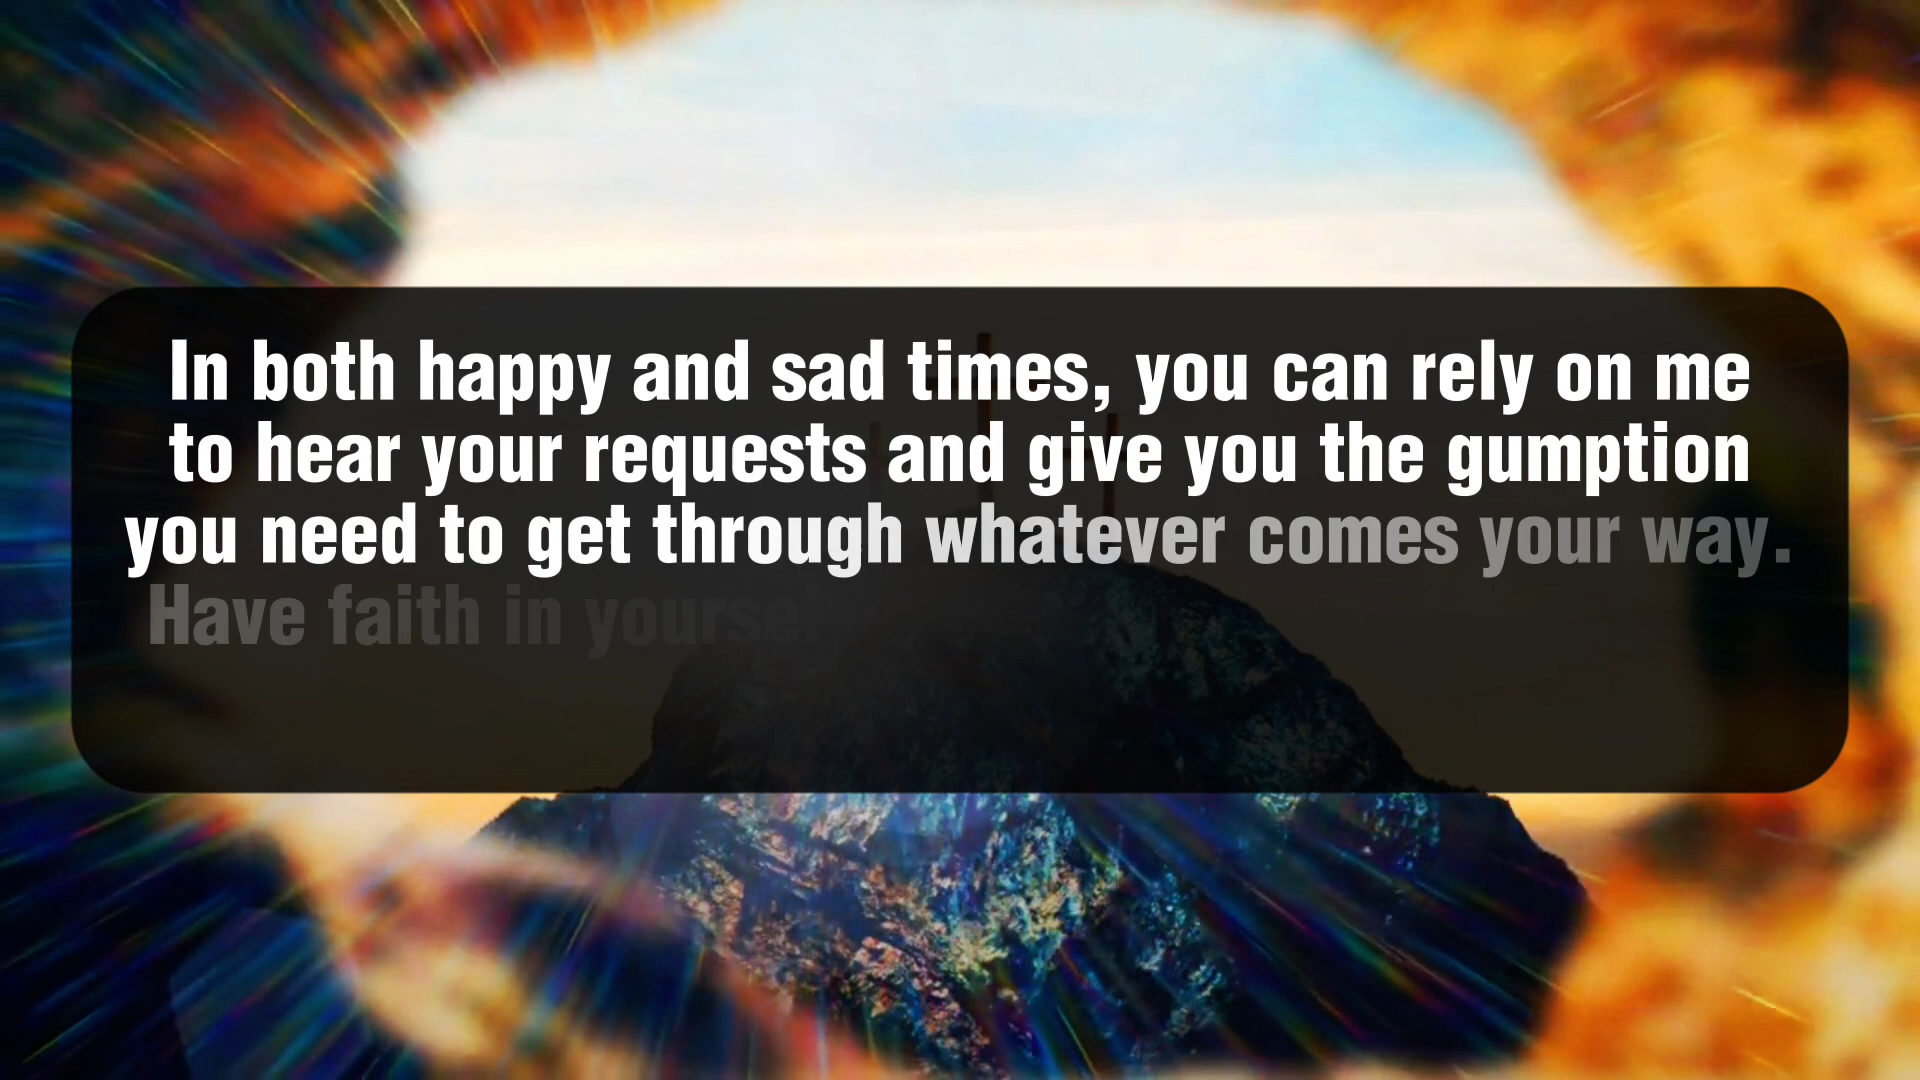 In both happy and sad times, you can rely on me
to hear your requests and give you the gumption
you need to get through whatever comes your way.
Have faith in yourself